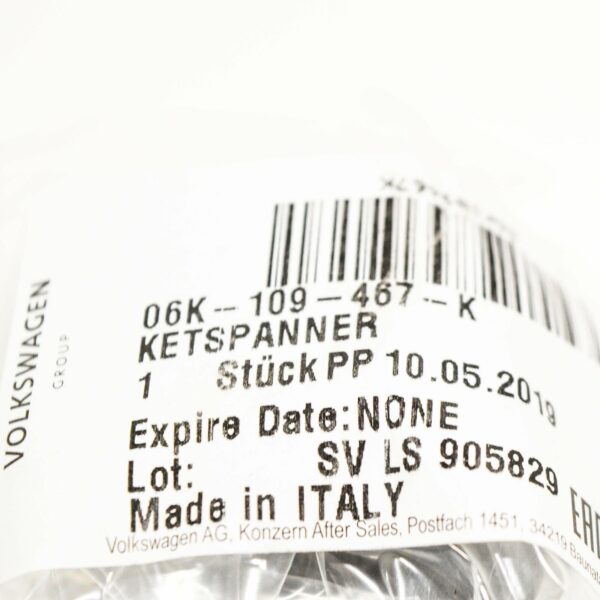 VOLKSWAGEN
GROUP
06K-109-467-K
KETSPANNER
1 Stück PP 10.05.2019
Expire Date:NONE
Lot: SV LS 905829
Made in ITALY
Volkswagen AG, Konzern After Sales, Postfach 1451, 34219